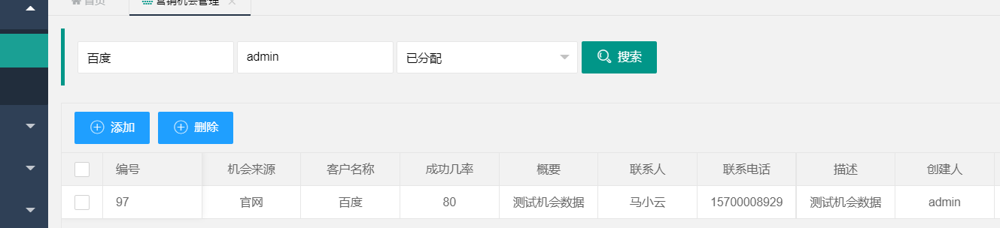 首页 营销机会管理
百度 admin 已分配 搜索
添加 删除
编号 机会来源 客户名称 成功几率 概要 联系人 联系电话 描述 创建人
97 官网 百度 80 测试机会数据 马小云 15700008929 测试机会数据 admin